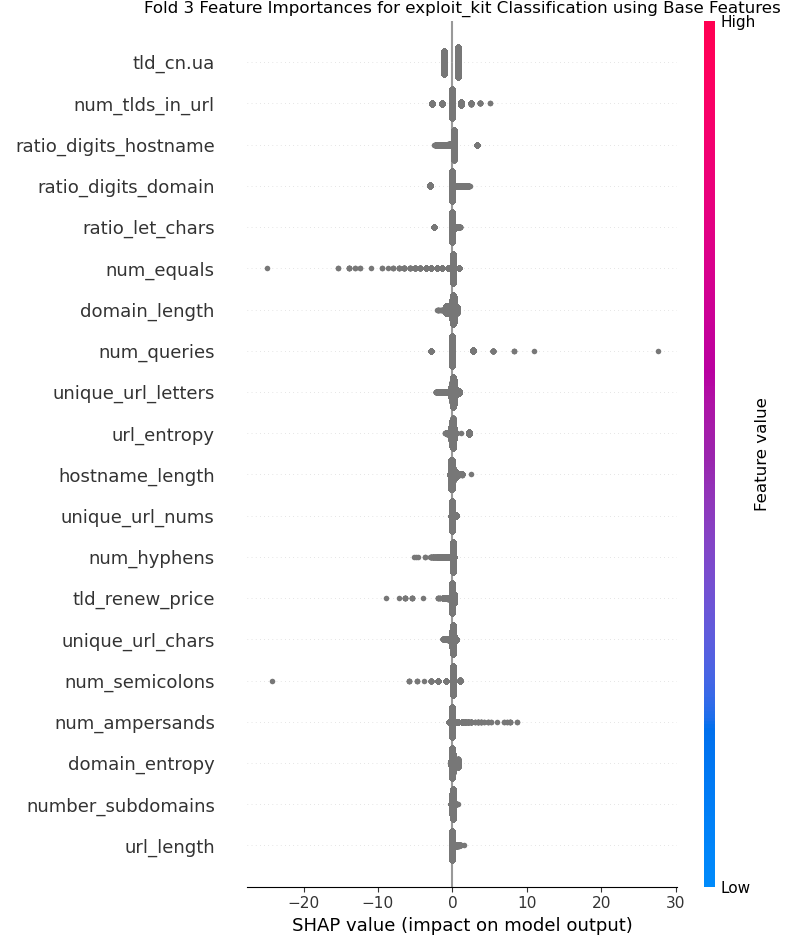 Fold 3 Feature Importances for exploit_kit Classification using Base Features
High
tld_cn.ua
num_tlds_in_url
ratio_digits_hostname
ratio_digits_domain
ratio_let_chars
num_equals
domain_length
num_queries
unique_url_letters
url_entropy
hostname_length
unique_url_nums
num_hyphens
tld_renew_price
unique_url_chars
num_semicolons
num_ampersands
domain_entropy
number_subdomains
url_length
Feature value
Low
−20 −10 0 10 20 30
SHAP value (impact on model output)